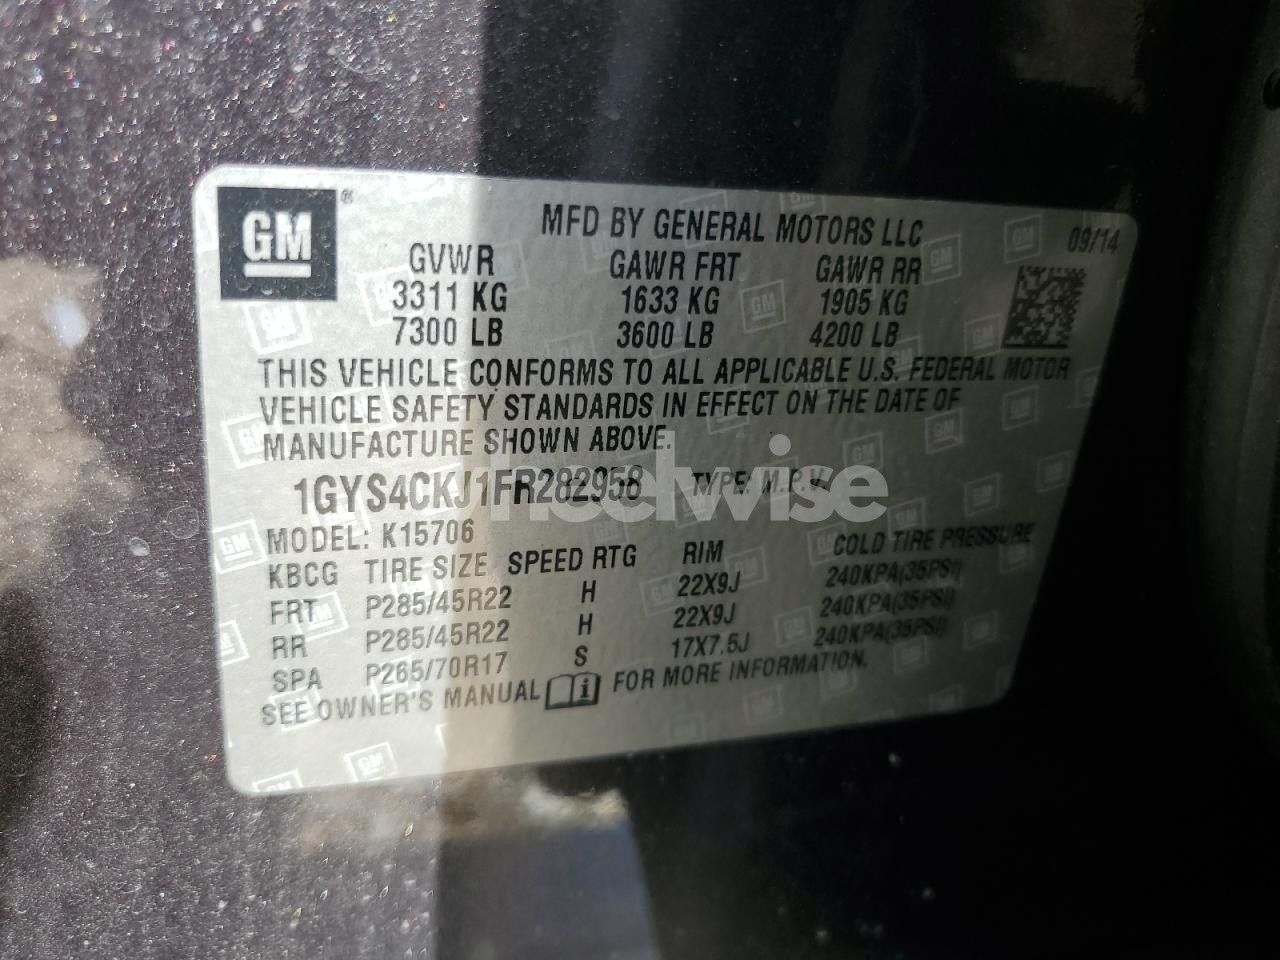 GM ®
MFD BY GENERAL MOTORS LLC 09/14
GVWR GAWR FRT GAWR RR
3311 KG 1633 KG 1905 KG
7300 LB 3600 LB 4200 LB
THIS VEHICLE CONFORMS TO ALL APPLICABLE U.S. FEDERAL MOTOR
VEHICLE SAFETY STANDARDS IN EFFECT ON THE DATE OF
MANUFACTURE SHOWN ABOVE.
1GYS4CKJ1FR282958 TYPE: M.P.V.
wheelwise
MODEL: K15706
KBCG TIRE SIZE SPEED RTG RIM COLD TIRE PRESSURE
FRT P285/45R22 H 22X9J 240KPA(35PSI)
RR P285/45R22 H 22X9J 240KPA(35PSI)
SPA P265/70R17 S 17X7.5J 240KPA(35PSI)
SEE OWNER'S MANUAL i FOR MORE INFORMATION.